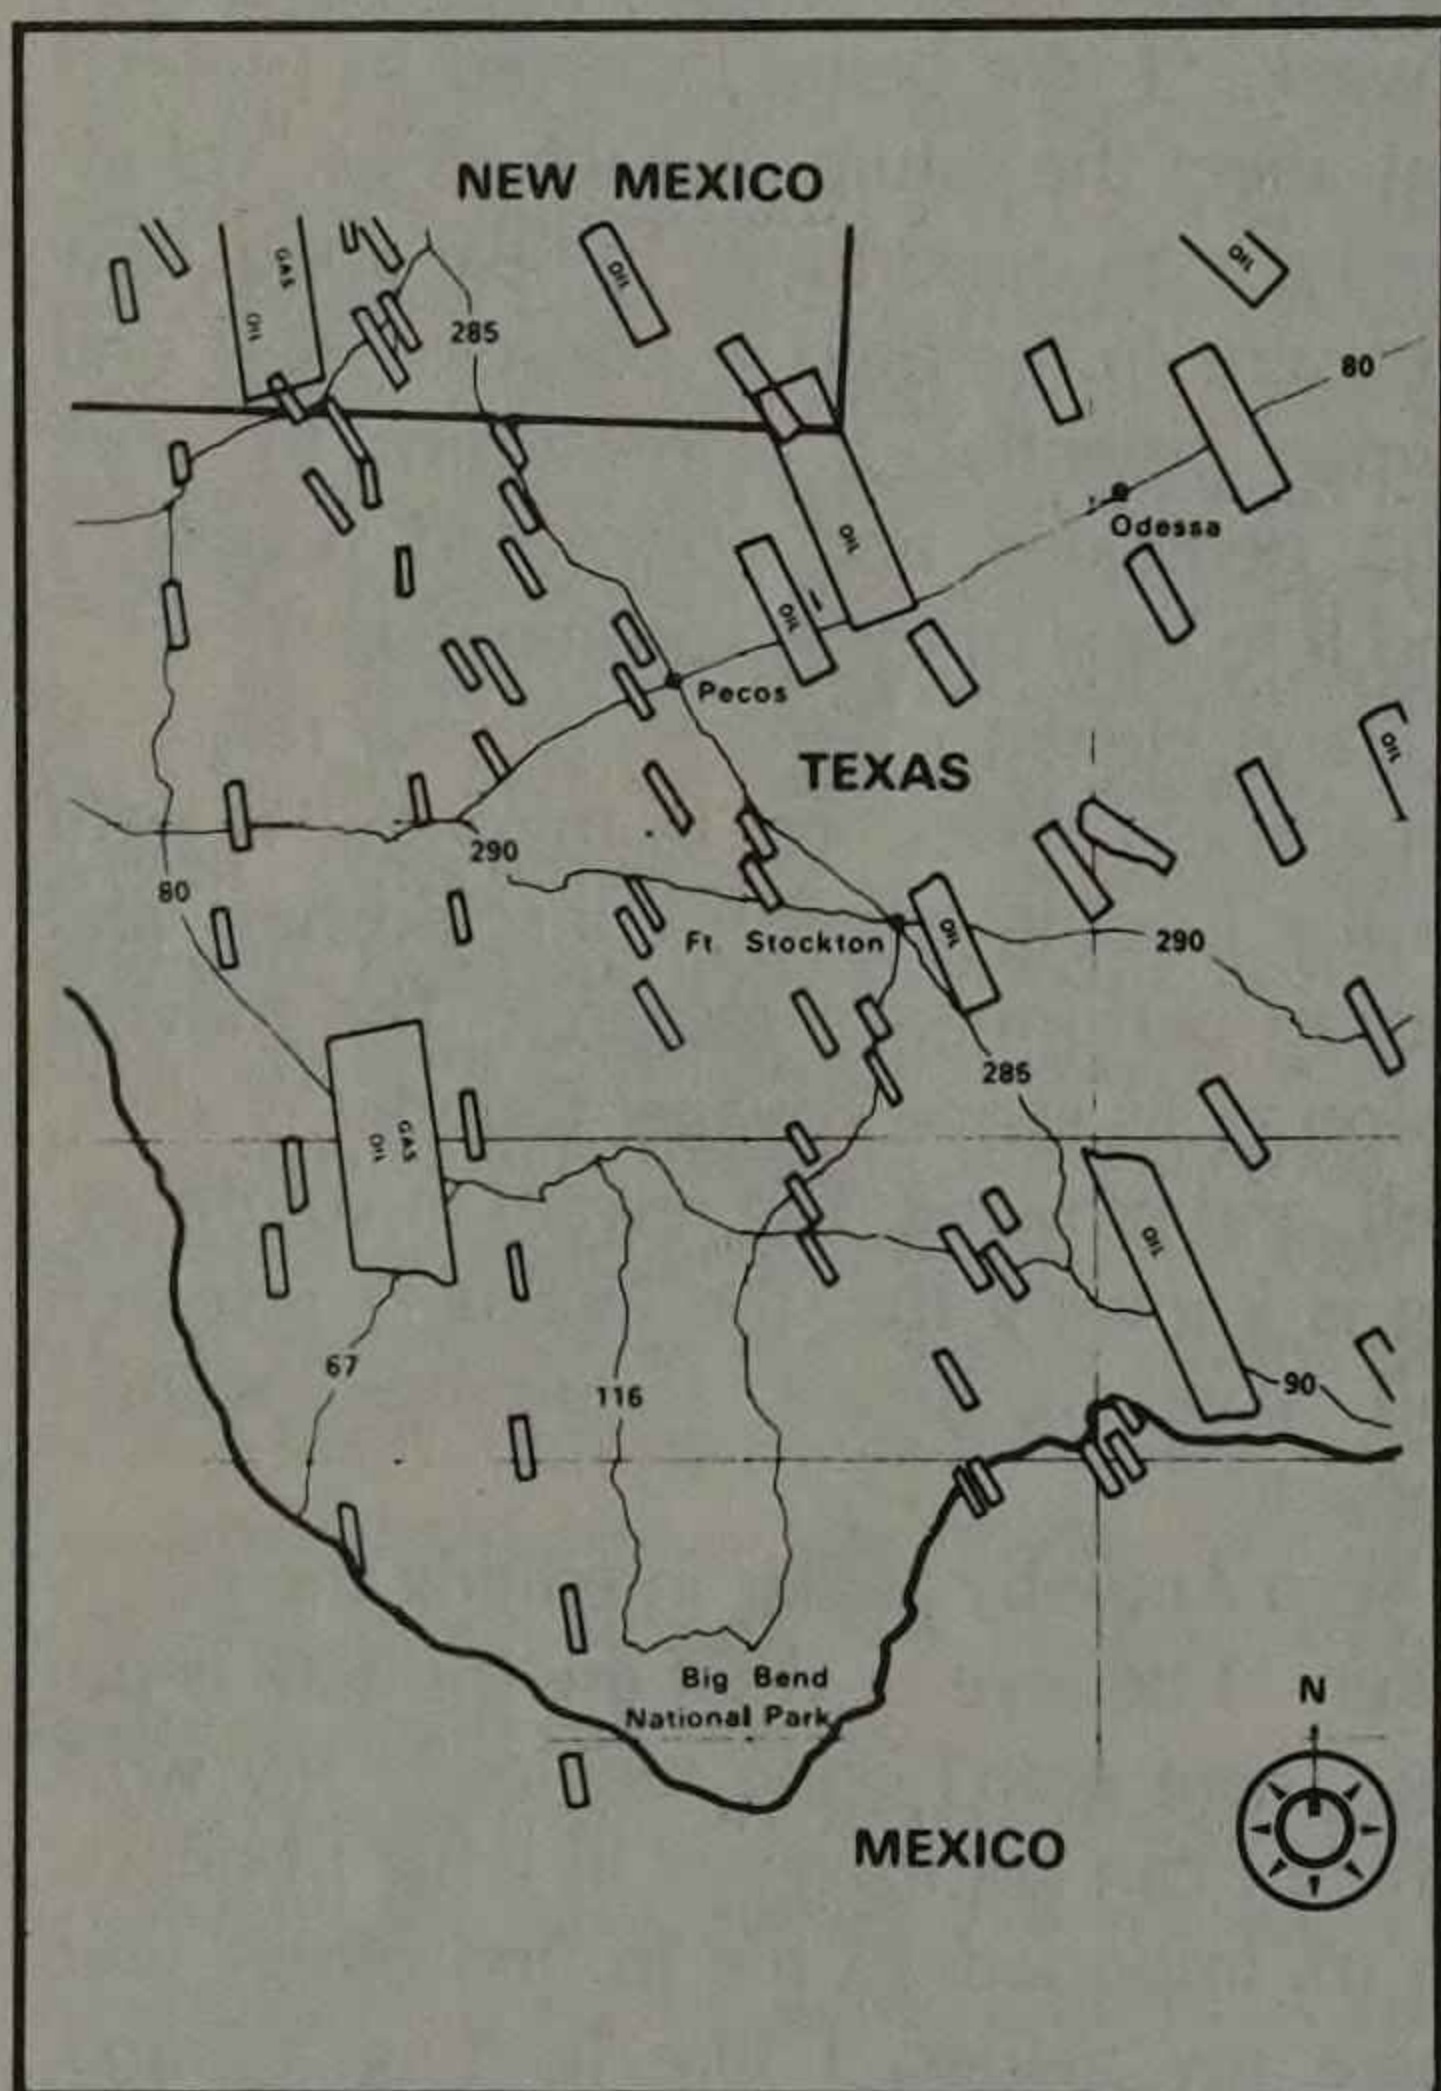 NEW MEXICO
GAS
OIL
OIL
OIL
285
80
Odessa
OIL
OIL
Pecos
TEXAS
OIL
290
80
Ft. Stockton
OIL
290
285
GAS
OIL
OIL
67
116
90
Big Bend
National Park
N
MEXICO